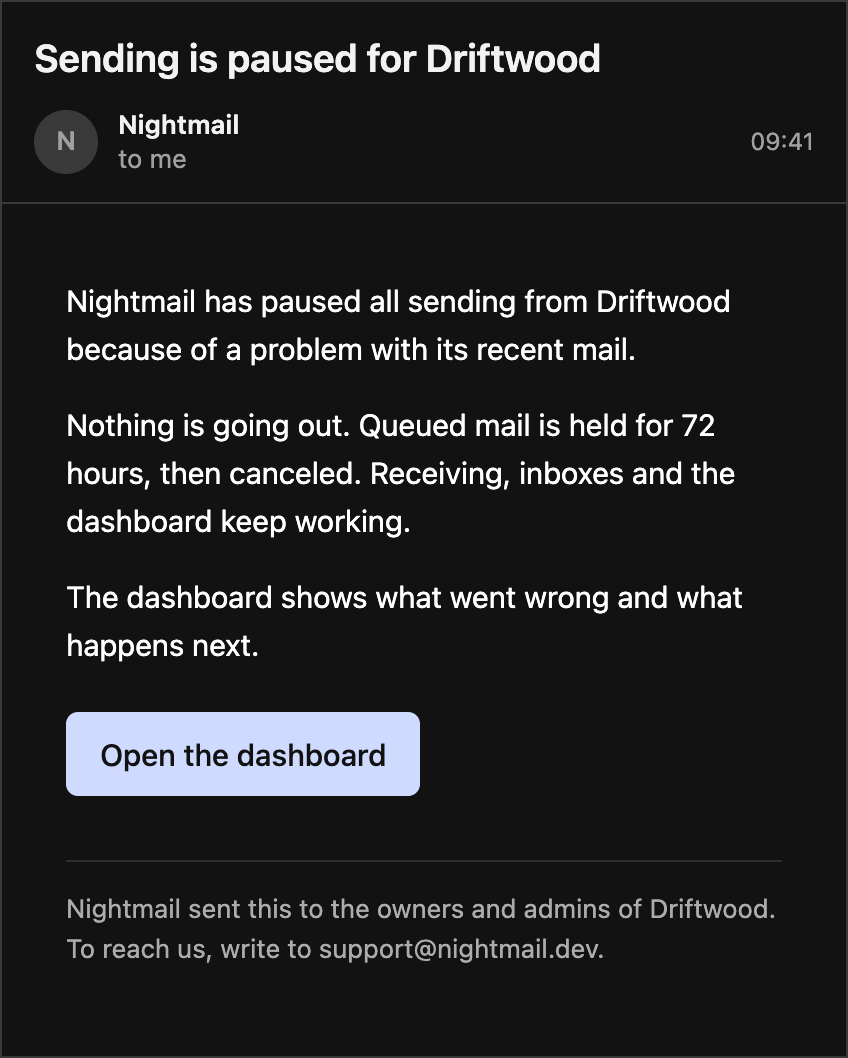 Sending is paused for Driftwood
N
Nightmail
to me
09:41
Nightmail has paused all sending from Driftwood
because of a problem with its recent mail.
Nothing is going out. Queued mail is held for 72
hours, then canceled. Receiving, inboxes and the
dashboard keep working.
The dashboard shows what went wrong and what
happens next.
Open the dashboard
Nightmail sent this to the owners and admins of Driftwood.
To reach us, write to support@nightmail.dev.